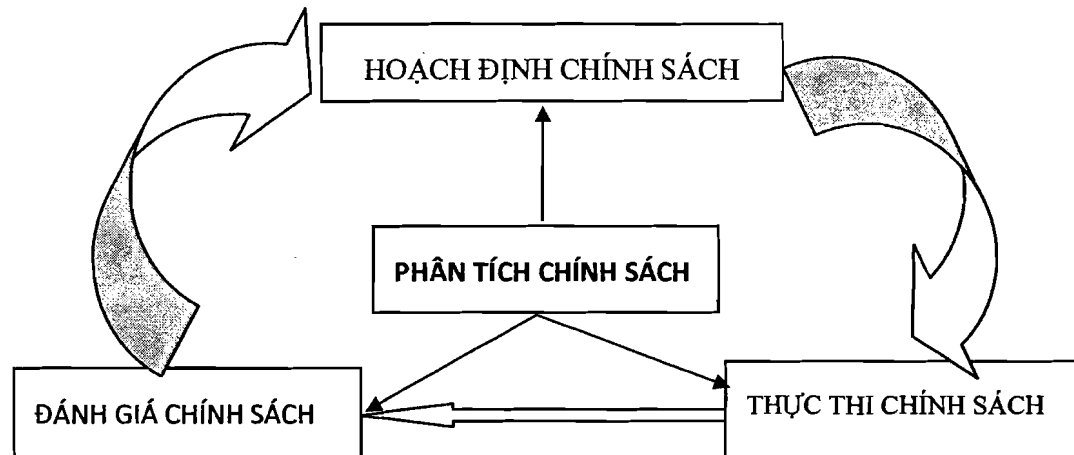 HOẠCH ĐỊNH CHÍNH SÁCH
PHÂN TÍCH CHÍNH SÁCH
ĐÁNH GIÁ CHÍNH SÁCH
THỰC THI CHÍNH SÁCH